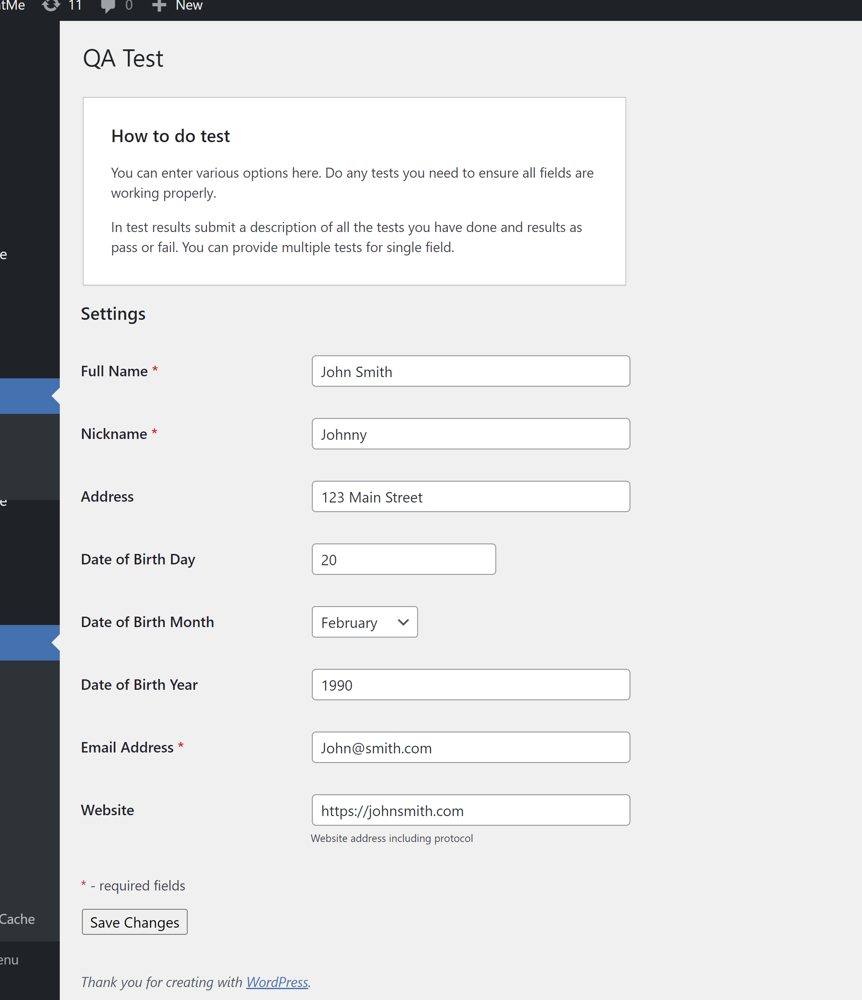 tMe 11 0 New
QA Test
How to do test
You can enter various options here. Do any tests you need to ensure all fields are
working properly.
In test results submit a description of all the tests you have done and results as
pass or fail. You can provide multiple tests for single field.
e
Settings
Full Name * John Smith
Nickname * Johnny
Address 123 Main Street
e
Date of Birth Day 20
Date of Birth Month February
Date of Birth Year 1990
Email Address * John@smith.com
Website https://johnsmith.com
Website address including protocol
* - required fields
Cache
Save Changes
enu
Thank you for creating with WordPress.